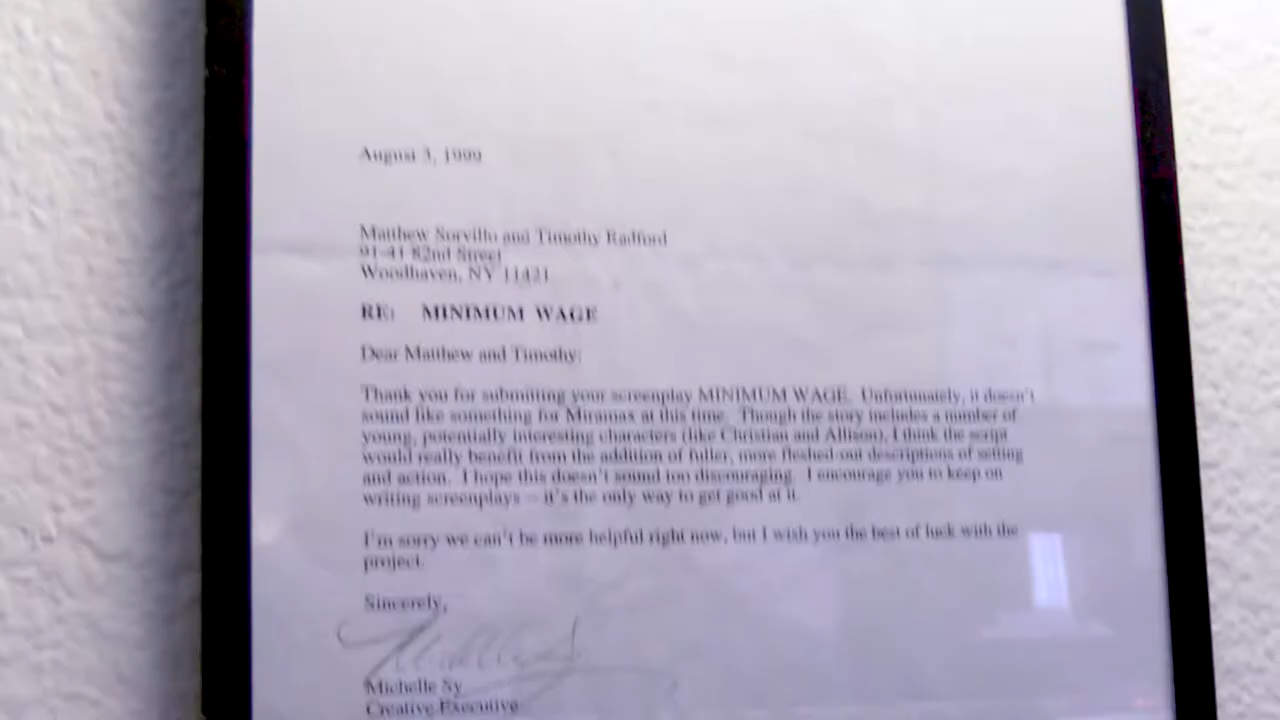 August 3, 1999
Matthew Sorvillo and Timothy Radford
91-41 82nd Street
Woodhaven, NY 11421
RE: MINIMUM WAGE
Dear Matthew and Timothy:
Thank you for submitting your screenplay MINIMUM WAGE. Unfortunately, it doesn't
sound like something for Miramax at this time. Though the story includes a number of
young, potentially interesting characters (like Christian and Allison), I think the script
would really benefit from the addition of fuller, more fleshed out descriptions of setting
and action. I hope this doesn't sound too discouraging. I encourage you to keep on
writing screenplays -- it's the only way to get good at it.
I'm sorry we can't be more helpful right now, but I wish you the best of luck with the
project.
Sincerely,
Michelle Sy
Creative Executive